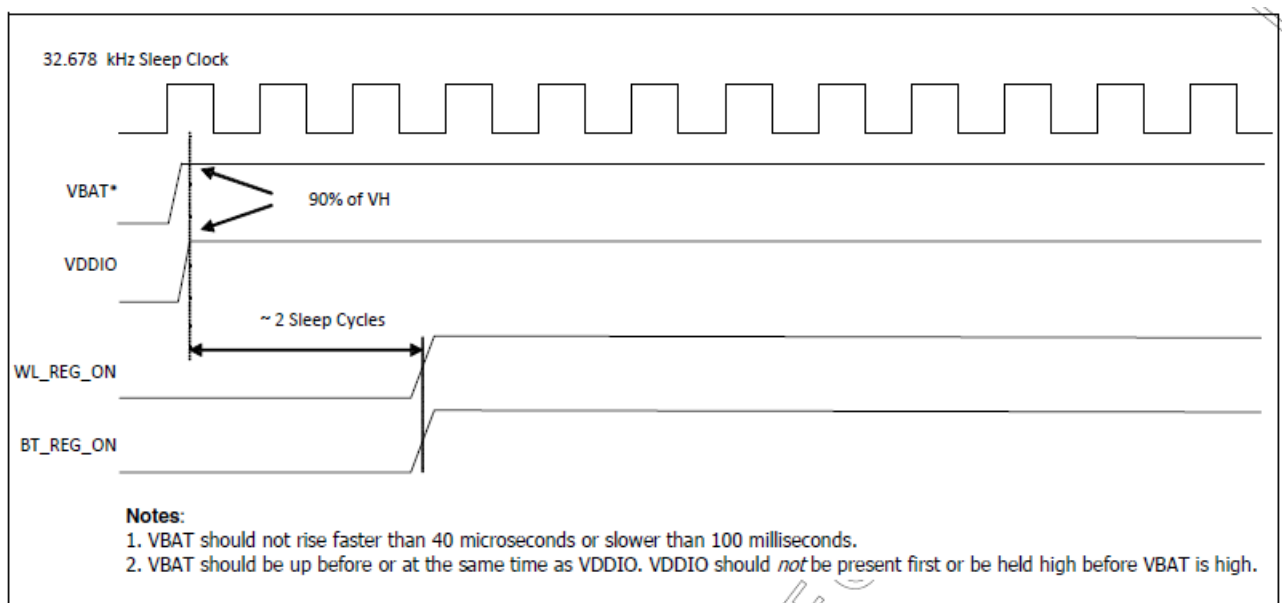 32.678 kHz Sleep Clock
VBAT*
90% of VH
VDDIO
~ 2 Sleep Cycles
WL_REG_ON
BT_REG_ON
Notes:
1. VBAT should not rise faster than 40 microseconds or slower than 100 milliseconds.
2. VBAT should be up before or at the same time as VDDIO. VDDIO should not be present first or be held high before VBAT is high.